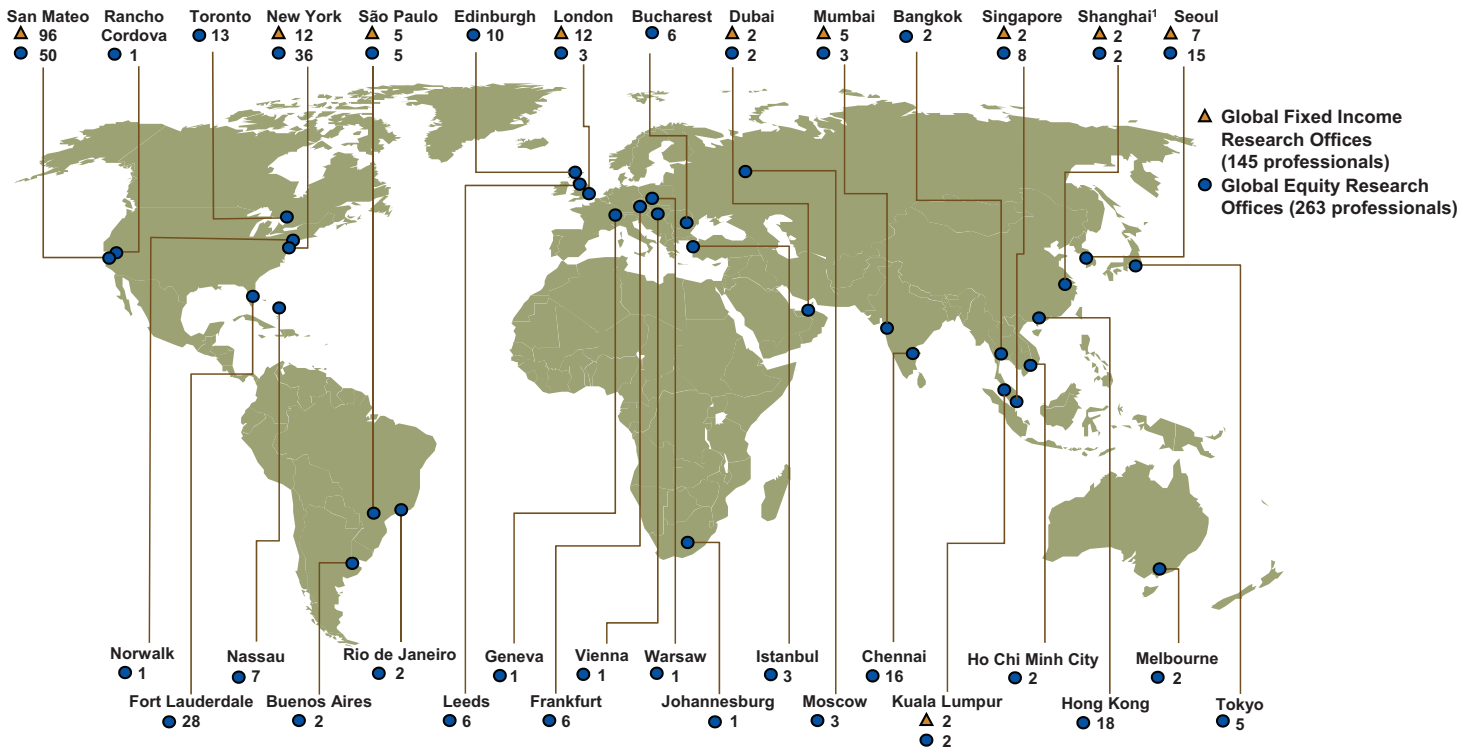 San Mateo
96
50
Rancho
Cordova
1
Toronto
13
New York
12
36
São Paulo
5
5
Edinburgh
10
London
12
3
Bucharest
6
Dubai
2
2
Mumbai
5
3
Bangkok
2
Singapore
2
8
Shanghai¹
2
2
Seoul
7
15
Global Fixed Income
Research Offices
(145 professionals)
Global Equity Research
Offices (263 professionals)
Norwalk
1
Nassau
7
Rio de Janeiro
2
Geneva
1
Vienna
1
Warsaw
1
Istanbul
3
Chennai
16
Ho Chi Minh City
2
Melbourne
2
Fort Lauderdale
28
Buenos Aires
2
Leeds
6
Frankfurt
6
Johannesburg
1
Moscow
3
Kuala Lumpur
2
2
Hong Kong
18
Tokyo
5